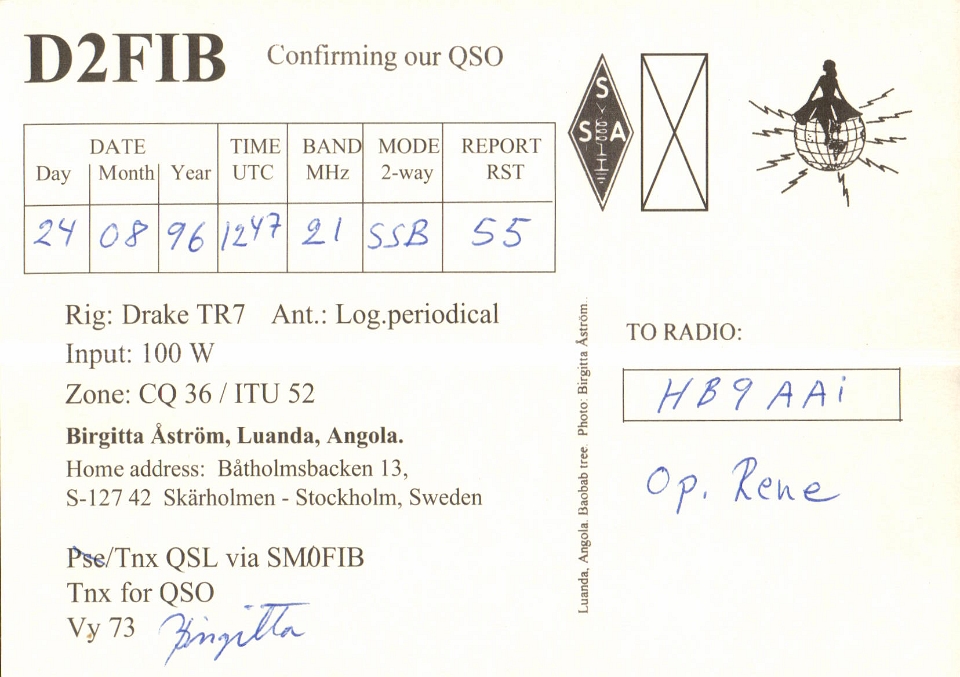 D2FIB
Confirming our QSO
DATE TIME BAND MODE REPORT
Day Month Year UTC MHz 2-way RST
24 08 96 1247 21 SSB 55
S
S A
Rig: Drake TR7 Ant.: Log.periodical
Input: 100 W
Zone: CQ 36 / ITU 52
Birgitta Åström, Luanda, Angola.
Home address: Båtholmsbacken 13,
S-127 42 Skärholmen - Stockholm, Sweden
Pse/Tnx QSL via SM0FIB
Tnx for QSO
Vy 73 Birgitta
Luanda, Angola. Baobab tree. Photo: Birgitta Åström.
TO RADIO:
HB9AAi
Op. Rene